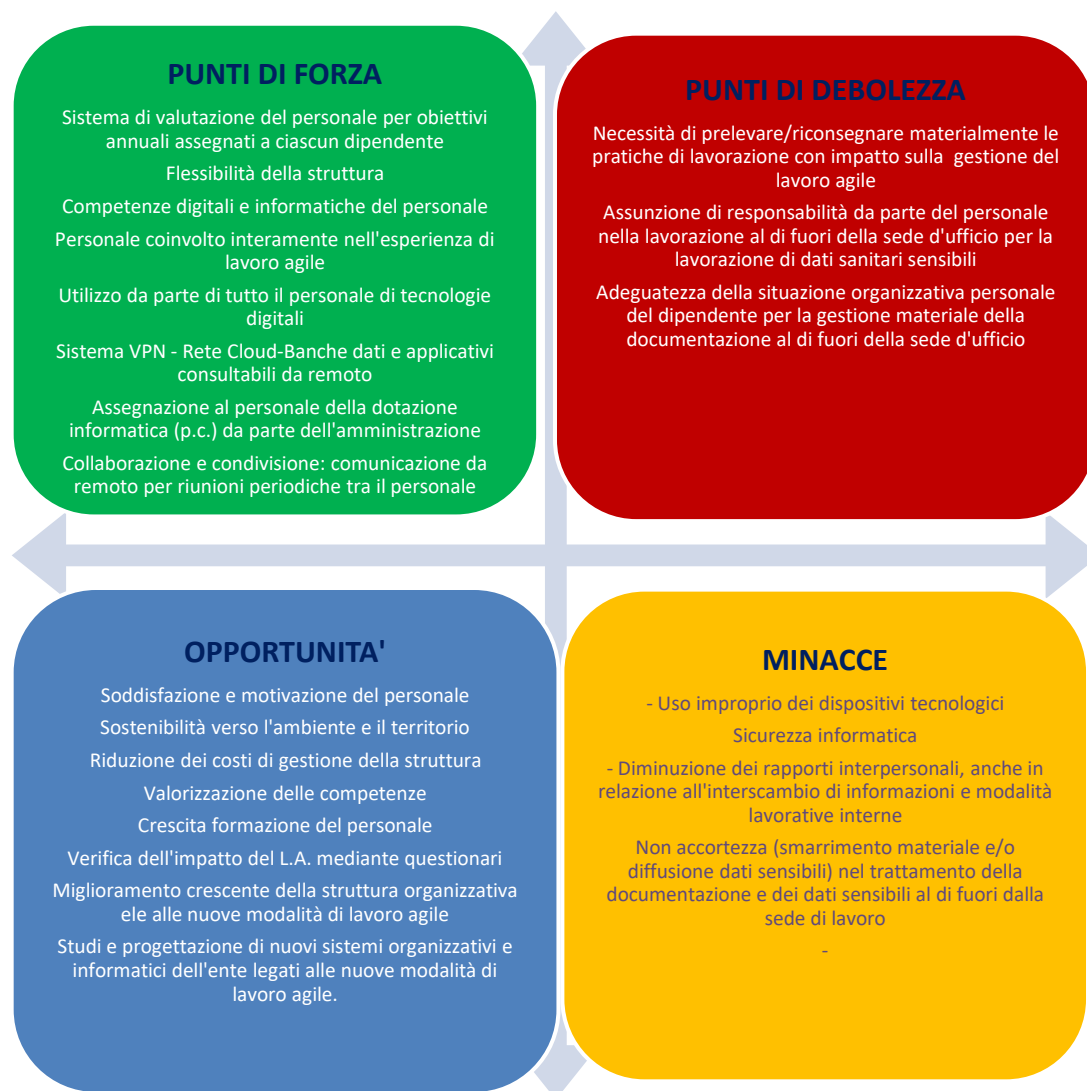 PUNTI DI FORZA
Sistema di valutazione del personale per obiettivi
annuali assegnati a ciascun dipendente
Flessibilità della struttura
Competenze digitali e informatiche del personale
Personale coinvolto interamente nell'esperienza di
lavoro agile
Utilizzo da parte di tutto il personale di tecnologie
digitali
Sistema VPN - Rete Cloud-Banche dati e applicativi
consultabili da remoto
Assegnazione al personale della dotazione
informatica (p.c.) da parte dell'amministrazione
Collaborazione e condivisione: comunicazione da
remoto per riunioni periodiche tra il personale
PUNTI DI DEBOLEZZA
Necessità di prelevare/riconsegnare materialmente le
pratiche di lavorazione con impatto sulla gestione del
lavoro agile
Assunzione di responsabilità da parte del personale
nella lavorazione al di fuori della sede d'ufficio per la
lavorazione di dati sanitari sensibili
Adeguatezza della situazione organizzativa personale
del dipendente per la gestione materiale della
documentazione al di fuori della sede d'ufficio
OPPORTUNITA'
Soddisfazione e motivazione del personale
Sostenibilità verso l'ambiente e il territorio
Riduzione dei costi di gestione della struttura
Valorizzazione delle competenze
Crescita formazione del personale
Verifica dell'impatto del L.A. mediante questionari
Miglioramento crescente della struttura organizzativa
ele alle nuove modalità di lavoro agile
Studi e progettazione di nuovi sistemi organizzativi e
informatici dell'ente legati alle nuove modalità di
lavoro agile.
MINACCE
- Uso improprio dei dispositivi tecnologici
Sicurezza informatica
- Diminuzione dei rapporti interpersonali, anche in
relazione all'interscambio di informazioni e modalità
lavorative interne
Non accortezza (smarrimento materiale e/o
diffusione dati sensibili) nel trattamento della
documentazione e dei dati sensibili al di fuori dalla
sede di lavoro
-